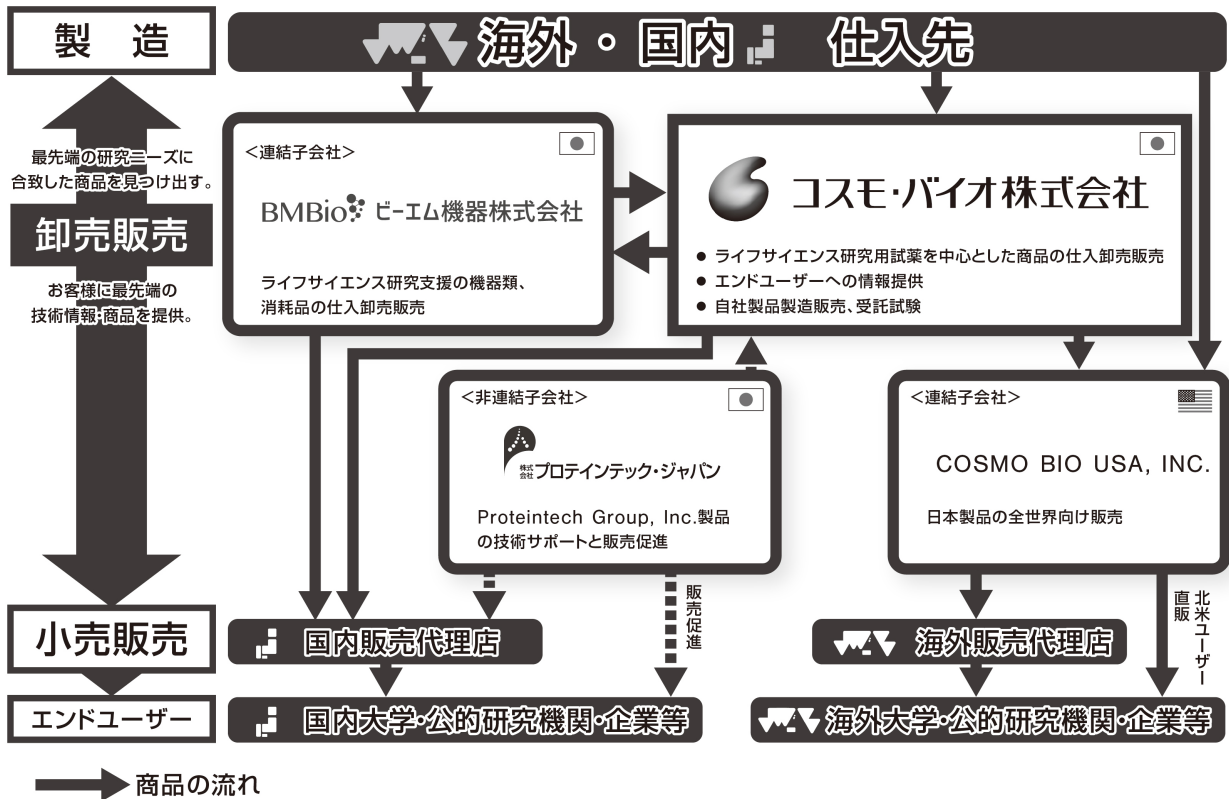 製 造
海外・国内 仕入先
最先端の研究ニーズに
合致した商品を見つけ出す。
卸売販売
お客様に最先端の
技術情報・商品を提供。
<連結子会社>
BMBio ビーエム機器株式会社
ライフサイエンス研究支援の機器類、
消耗品の仕入卸売販売
コスモ・バイオ株式会社
● ライフサイエンス研究用試薬を中心とした商品の仕入卸売販売
● エンドユーザーへの情報提供
● 自社製品製造販売、受託試験
<非連結子会社>
株式会社プロテインテック・ジャパン
Proteintech Group, Inc.製品
の技術サポートと販売促進
<連結子会社>
COSMO BIO USA, INC.
日本製品の全世界向け販売
販売促進
北米ユーザー
直販
小売販売
国内販売代理店
海外販売代理店
エンドユーザー
国内大学・公的研究機関・企業等
海外大学・公的研究機関・企業等
商品の流れ